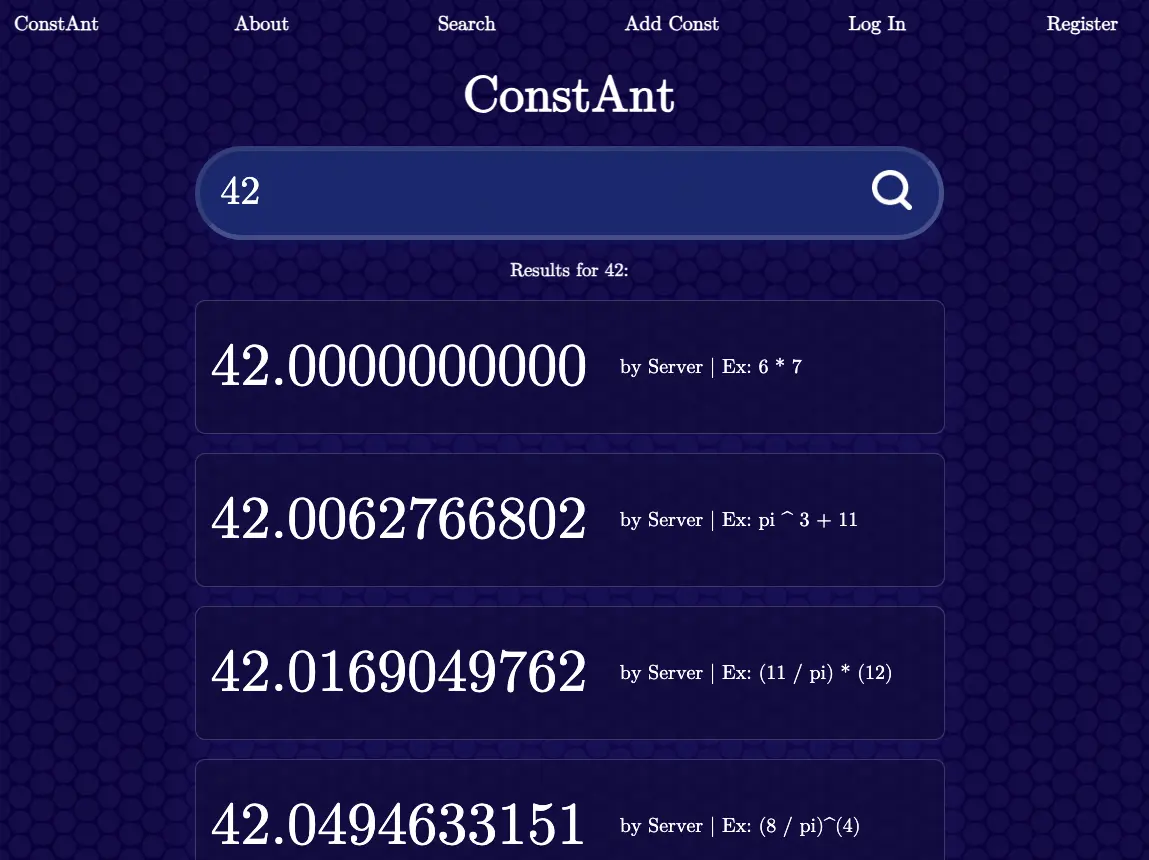 ConstAnt About Search Add Const Log In Register
ConstAnt
42
Results for 42:
42.0000000000 by Server | Ex: 6 * 7
42.0062766802 by Server | Ex: pi ^ 3 + 11
42.0169049762 by Server | Ex: (11 / pi) * (12)
42.0494633151 by Server | Ex: (8 / pi)^(4)